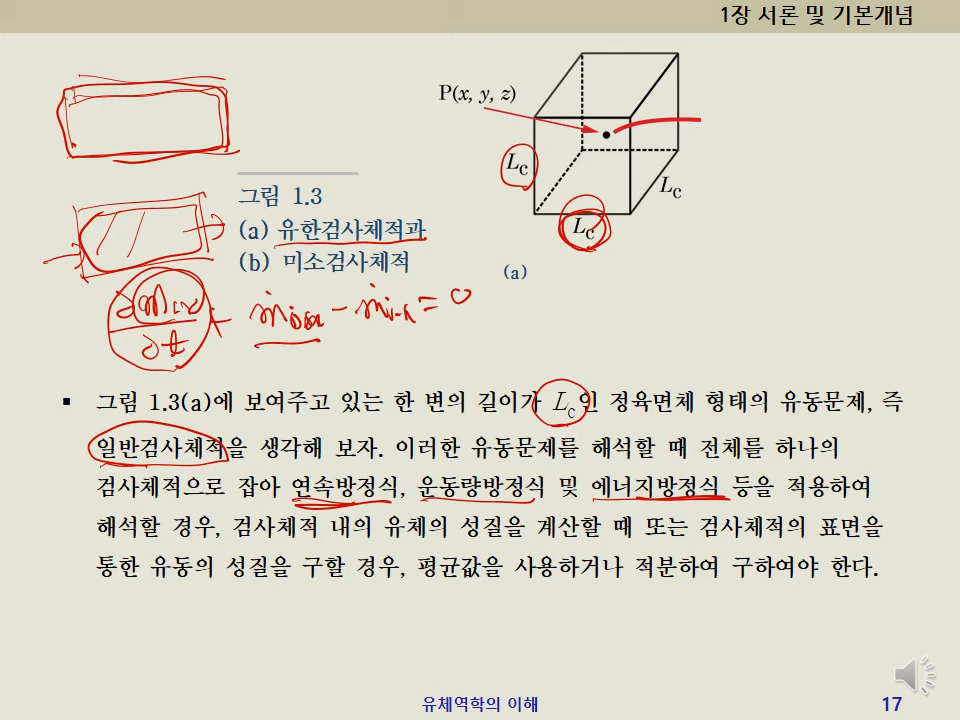 1장 서론 및 기본개념
P(x, y, z)
L_c
L_c
L_c
그림 1.3
(a) 유한검사체적과
(b) 미소검사체적
(a)
∂m_cv/∂t + ṁ_out − ṁ_in = 0
▪ 그림 1.3(a)에 보여주고 있는 한 변의 길이가 L_c인 정육면체 형태의 유동문제, 즉
일반검사체적을 생각해 보자. 이러한 유동문제를 해석할 때 전체를 하나의
검사체적으로 잡아 연속방정식, 운동량방정식 및 에너지방정식 등을 적용하여
해석할 경우, 검사체적 내의 유체의 성질을 계산할 때 또는 검사체적의 표면을
통한 유동의 성질을 구할 경우, 평균값을 사용하거나 적분하여 구하여야 한다.
유체역학의 이해
17